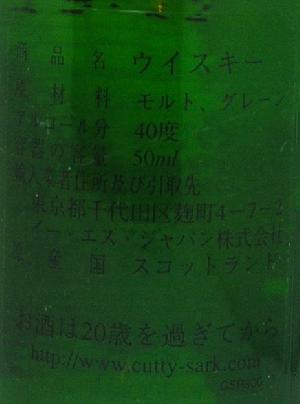 商品名 ウイスキー
原材料 モルト、グレーン
アルコール分 40度
容器の容量 50ml
輸入業者住所及び引取先
東京都千代田区麹町4-7-2
イー・エス・ジャパン株式会社
原産国 スコットランド
お酒は20歳を過ぎてから
http://www.cutty-sark.com